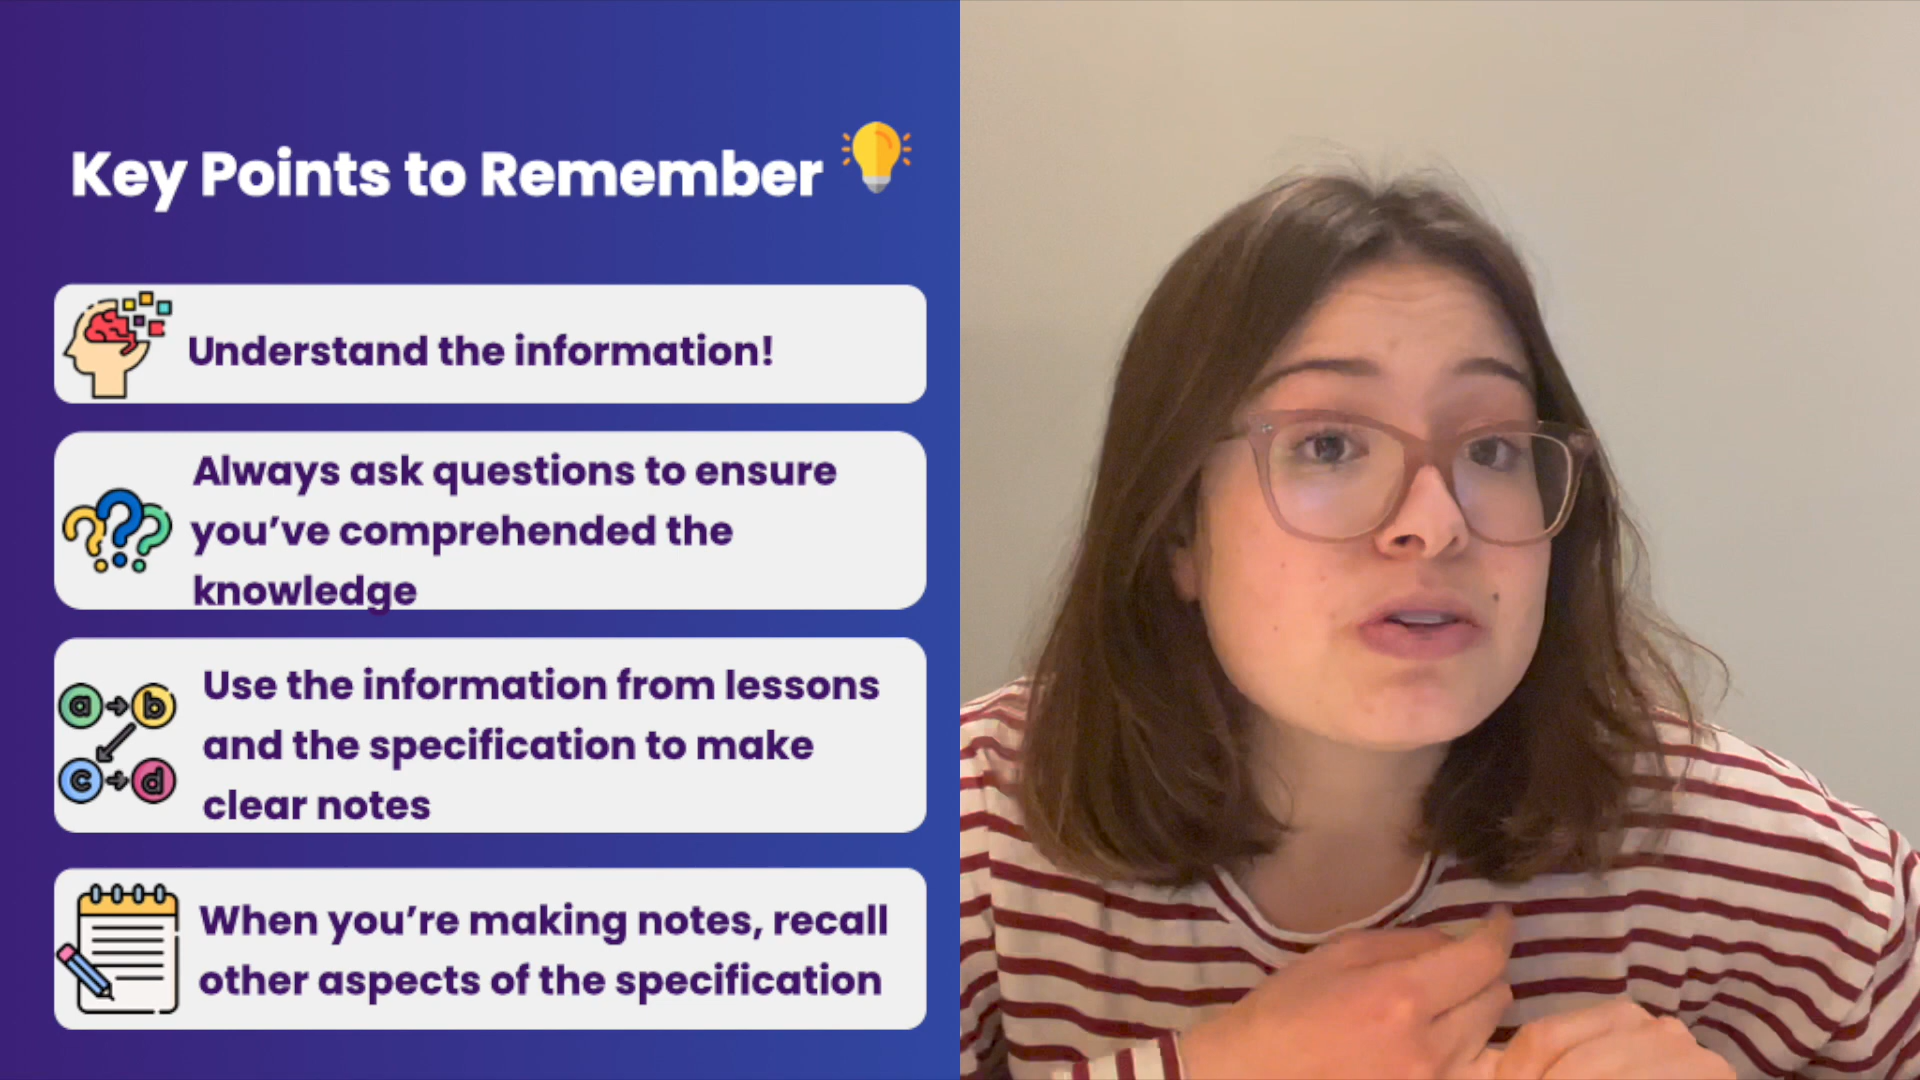 Key Points to Remember
Understand the information!
Always ask questions to ensure
you’ve comprehended the
knowledge
a b
c d
Use the information from lessons
and the specification to make
clear notes
When you’re making notes, recall
other aspects of the specification